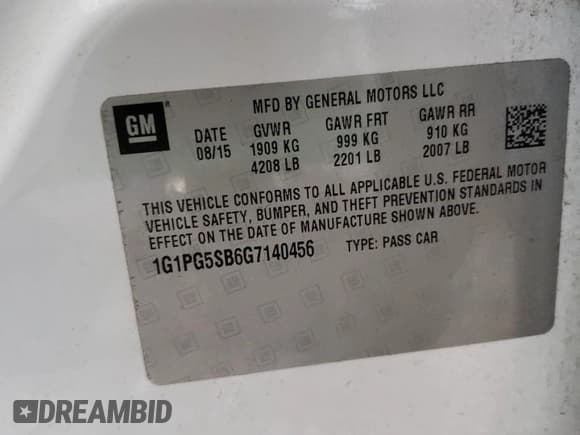 MFD BY GENERAL MOTORS LLC
GM
DATE GVWR GAWR FRT GAWR RR
08/15 1909 KG 999 KG 910 KG
4208 LB 2201 LB 2007 LB
THIS VEHICLE CONFORMS TO ALL APPLICABLE U.S. FEDERAL MOTOR
VEHICLE SAFETY, BUMPER, AND THEFT PREVENTION STANDARDS IN
EFFECT ON THE DATE OF MANUFACTURE SHOWN ABOVE.
1G1PG5SB6G7140456 TYPE: PASS CAR
DREAMBID